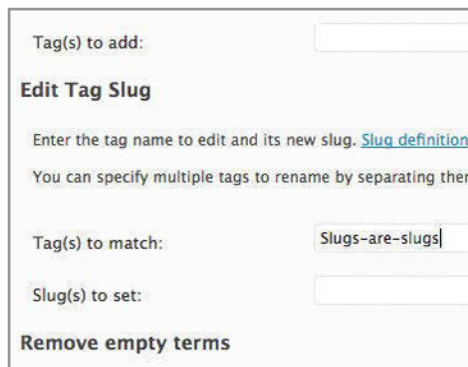 Tag(s) to add:
Edit Tag Slug
Enter the tag name to edit and its new slug. Slug definition
You can specify multiple tags to rename by separating
Tag(s) to match:
Slugs-are-slugs
Slug(s) to set:
Remove empty terms